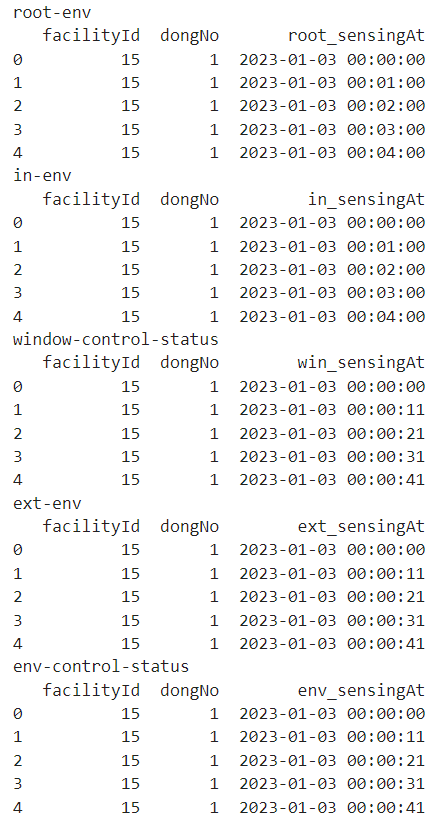 root-env
facilityId dongNo root_sensingAt
0 15 1 2023-01-03 00:00:00
1 15 1 2023-01-03 00:01:00
2 15 1 2023-01-03 00:02:00
3 15 1 2023-01-03 00:03:00
4 15 1 2023-01-03 00:04:00
in-env
facilityId dongNo in_sensingAt
0 15 1 2023-01-03 00:00:00
1 15 1 2023-01-03 00:01:00
2 15 1 2023-01-03 00:02:00
3 15 1 2023-01-03 00:03:00
4 15 1 2023-01-03 00:04:00
window-control-status
facilityId dongNo win_sensingAt
0 15 1 2023-01-03 00:00:00
1 15 1 2023-01-03 00:00:11
2 15 1 2023-01-03 00:00:21
3 15 1 2023-01-03 00:00:31
4 15 1 2023-01-03 00:00:41
ext-env
facilityId dongNo ext_sensingAt
0 15 1 2023-01-03 00:00:00
1 15 1 2023-01-03 00:00:11
2 15 1 2023-01-03 00:00:21
3 15 1 2023-01-03 00:00:31
4 15 1 2023-01-03 00:00:41
env-control-status
facilityId dongNo env_sensingAt
0 15 1 2023-01-03 00:00:00
1 15 1 2023-01-03 00:00:11
2 15 1 2023-01-03 00:00:21
3 15 1 2023-01-03 00:00:31
4 15 1 2023-01-03 00:00:41